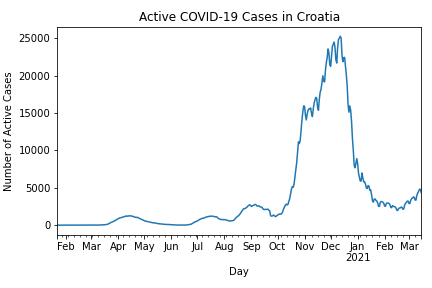 Active COVID-19 Cases in Croatia
Number of Active Cases
25000
20000
15000
10000
5000
0
Feb Mar Apr May Jun Jul Aug Sep Oct Nov Dec Jan Feb Mar
2021
Day